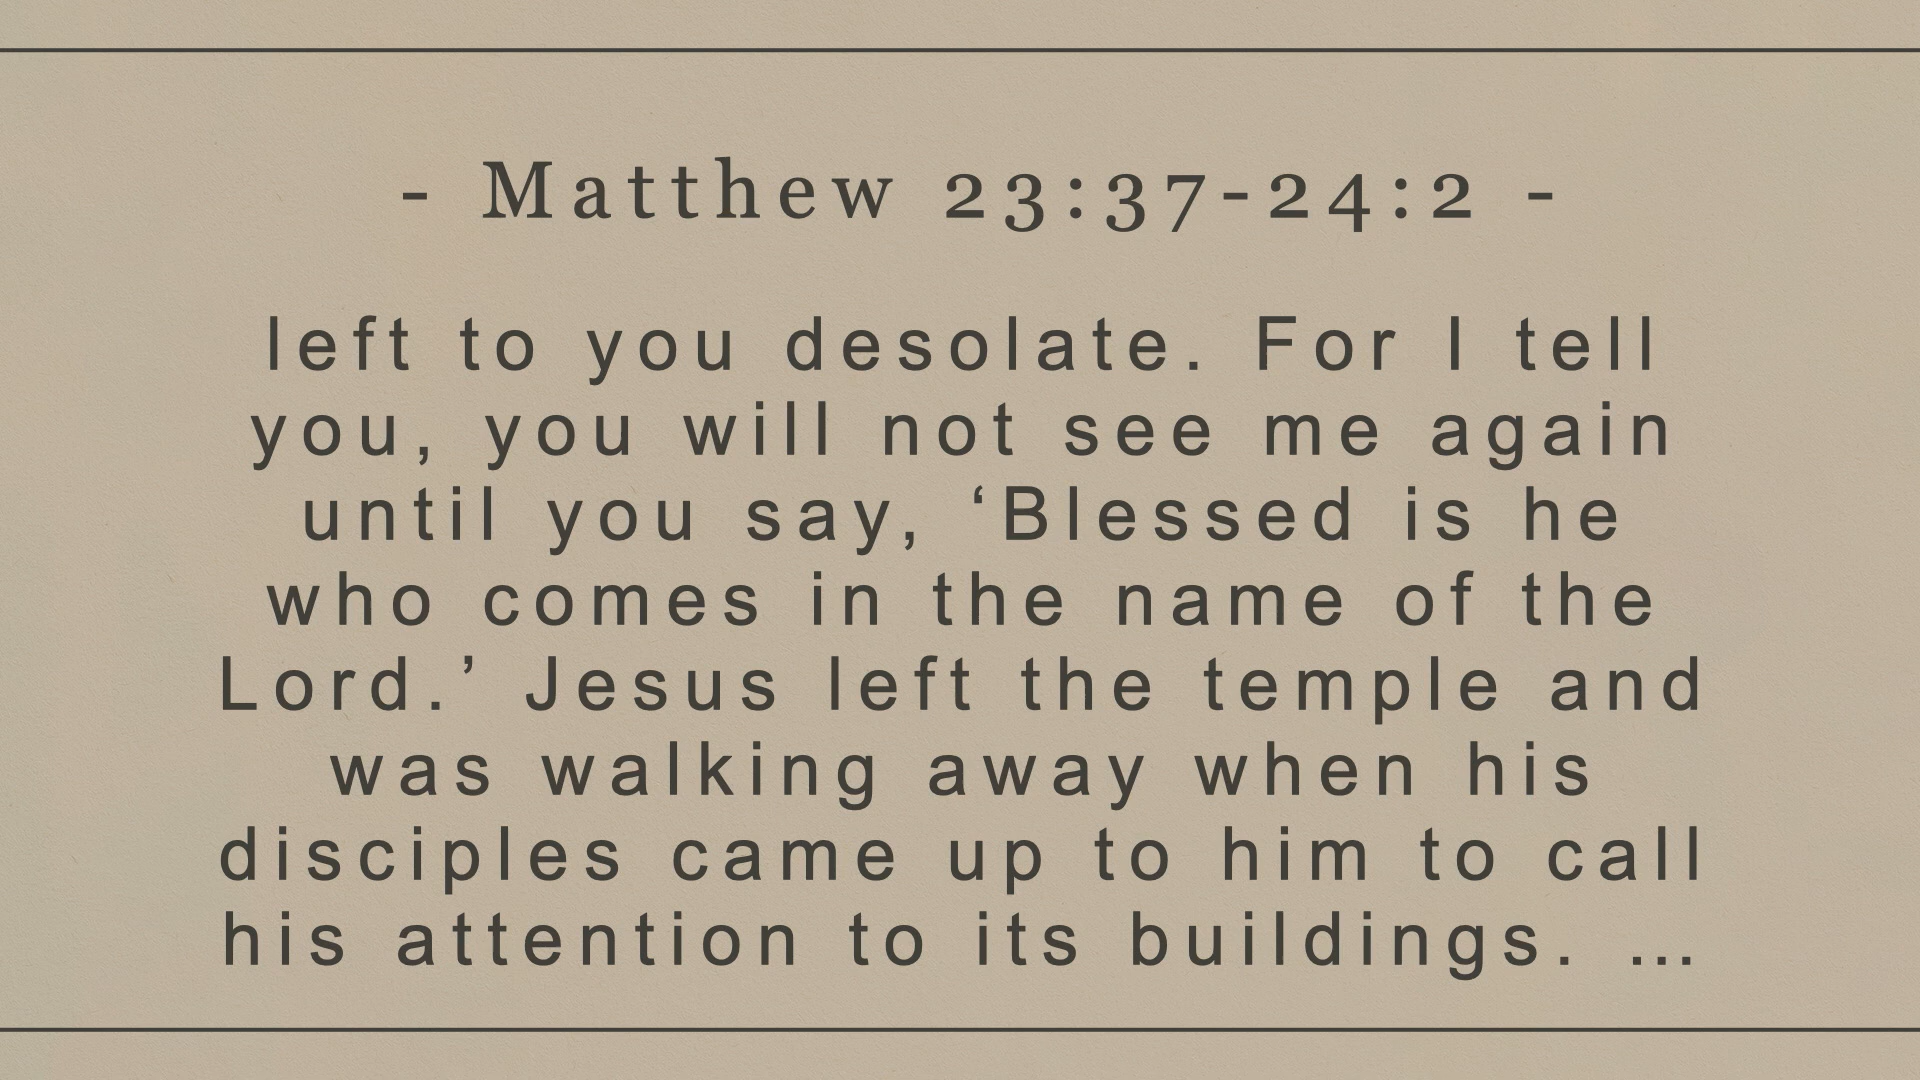 - Matthew 23:37-24:2 -
left to you desolate. For I tell
you, you will not see me again
until you say, ‘Blessed is he
who comes in the name of the
Lord.’ Jesus left the temple and
was walking away when his
disciples came up to him to call
his attention to its buildings. ...